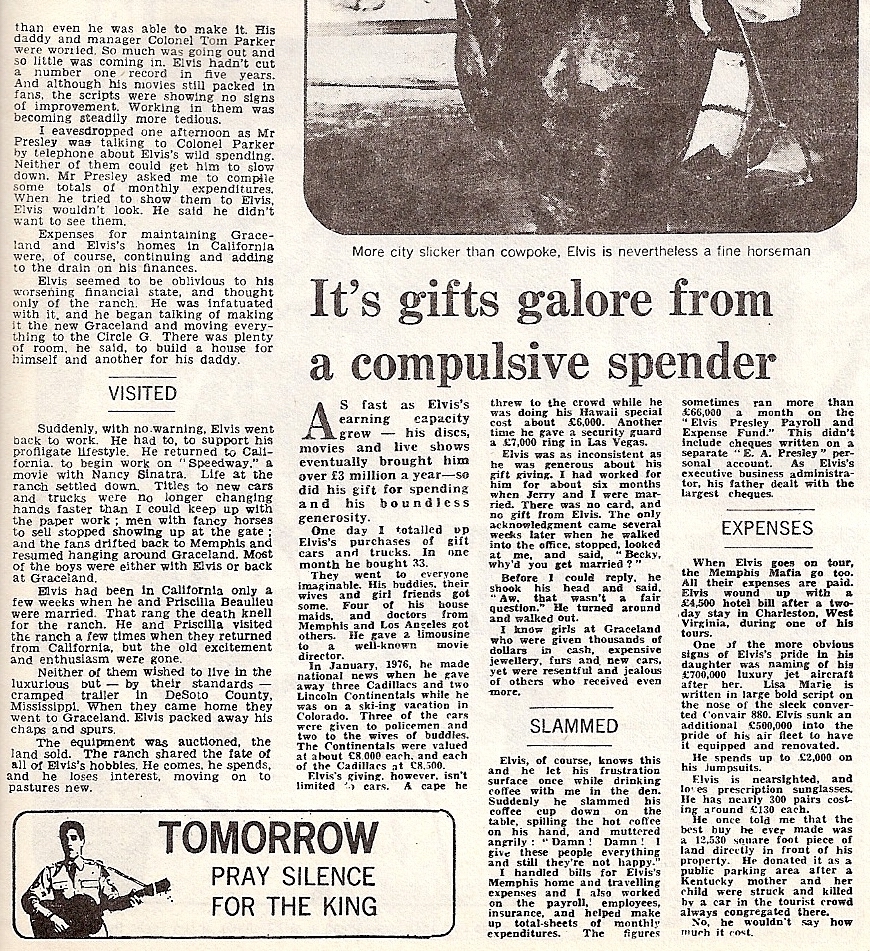 than even he was able to make it. His
daddy and manager Colonel Tom Parker
were worried. So much was going out and
so little was coming in. Elvis hadn't cut
a number one record in five years.
And although his movies still packed in
fans, the scripts were showing no signs
of improvement. Working in them was
becoming steadily more tedious.
I eavesdropped one afternoon as Mr
Presley was talking to Colonel Parker
by telephone about Elvis's wild spending.
Neither of them could get him to slow
down. Mr Presley asked me to compile
some totals of monthly expenditures.
When he tried to show them to Elvis,
Elvis wouldn't look. He said he didn't
want to see them.
Expenses for maintaining Grace-
land and Elvis's homes in California
were, of course, continuing and adding
to the drain on his finances.
Elvis seemed to be oblivious to his
worsening financial state, and thought
only of the ranch. He was infatuated
with it, and he began talking of making
it the new Graceland and moving every-
thing to the Circle G. There was plenty
of room, he said, to build a house for
himself and another for his daddy.
VISITED
Suddenly, with no warning, Elvis went
back to work. He had to, to support his
profligate lifestyle. He returned to Cali-
fornia, to begin work on "Speedway," a
movie with Nancy Sinatra. Life at the
ranch settled down. Titles to new cars
and trucks were no longer changing
hands faster than I could keep up with
the paper work ; men with fancy horses
to sell stopped showing up at the gate ;
and the fans drifted back to Memphis and
resumed hanging around Graceland. Most
of the boys were either with Elvis or back
at Graceland.
Elvis had been in California only a
few weeks when he and Priscilla Beaulieu
were married. That rang the death knell
for the ranch. He and Priscilla visited
the ranch a few times when they returned
from California, but the old excitement
and enthusiasm were gone.
Neither of them wished to live in the
luxurious but — by their standards —
cramped trailer in DeSoto County,
Mississippi. When they came home they
went to Graceland. Elvis packed away his
chaps and spurs.
The equipment was auctioned, the
land sold. The ranch shared the fate of
all of Elvis's hobbies. He comes, he spends,
and he loses interest, moving on to
pastures new.
TOMORROW
PRAY SILENCE
FOR THE KING
More city slicker than cowpoke, Elvis is nevertheless a fine horseman
It's gifts galore from
a compulsive spender
AS fast as Elvis's
earning capacity
grew — his discs,
movies and live shows
eventually brought him
over £3 million a year—so
did his gift for spending
and his boundless
generosity.
One day I totalled up
Elvis's purchases of gift
cars and trucks. In one
month he bought 33.
They went to everyone
imaginable. His buddies, their
wives and girl friends got
some. Four of his house
maids, and doctors from
Memphis and Los Angeles got
others. He gave a limousine
to a well-known movie
director.
In January, 1976, he made
national news when he gave
away three Cadillacs and two
Lincoln Continentals while he
was on a ski-ing vacation in
Colorado. Three of the cars
were given to policemen and
two to the wives of buddies.
The Continentals were valued
at about £8,000 each, and each
of the Cadillacs at £8,500.
Elvis's giving, however, isn't
limited to cars. A cape he
threw to the crowd while he
was doing his Hawaii special
cost about £6,000. Another
time he gave a security guard
a £7,000 ring in Las Vegas.
Elvis was as inconsistent as
he was generous about his
gift giving. I had worked for
him for about six months
when Jerry and I were mar-
ried. There was no card, and
no gift from Elvis. The only
acknowledgment came several
weeks later when he walked
into the office, stopped, looked
at me, and said, "Becky,
why'd you get married ? "
Before I could reply, he
shook his head and said,
"Aw, that wasn't a fair
question." He turned around
and walked out.
I know girls at Graceland
who were given thousands of
dollars in cash, expensive
jewellery, furs and new cars,
yet were resentful and jealous
of others who received even
more.
SLAMMED
Elvis, of course, knows this
and he let his frustration
surface once while drinking
coffee with me in the den.
Suddenly he slammed his
coffee cup down on the
table, spilling the hot coffee
on his hand, and muttered
angrily : " Damn ! Damn ! I
give these people everything
and still they're not happy."
I handled bills for Elvis's
Memphis home and travelling
expenses and I also worked
on the payroll, employees,
insurance, and helped make
up total-sheets of monthly
expenditures. The figures
sometimes ran more than
£66,000 a month on the
"Elvis Presley Payroll and
Expense Fund." This didn't
include cheques written on a
separate "E. A. Presley" per-
sonal account. As Elvis's
executive business administra-
tor, his father dealt with the
largest cheques.
EXPENSES
When Elvis goes on tour,
the Memphis Mafia go too.
All their expenses are paid.
Elvis wound up with a
£4,500 hotel bill after a two-
day stay in Charleston, West
Virginia, during one of his
tours.
One of the more obvious
signs of Elvis's pride in his
daughter was naming of his
£700,000 luxury jet aircraft
after her. Lisa Marie is
written in large bold script on
the nose of the sleek conver-
ted Convair 880. Elvis sunk an
additional £500,000 into the
pride of his air fleet to have
it equipped and renovated.
He spends up to £2,000 on
his jumpsuits.
Elvis is nearsighted, and
loves prescription sunglasses.
He has nearly 300 pairs cost-
ing around £130 each.
He once told me that the
best buy he ever made was
a 12,530 square foot piece of
land directly in front of his
property. He donated it as a
public parking area after a
Kentucky mother and her
child were struck and killed
by a car in the tourist crowd
always congregated there.
No, he wouldn't say how
much it cost.